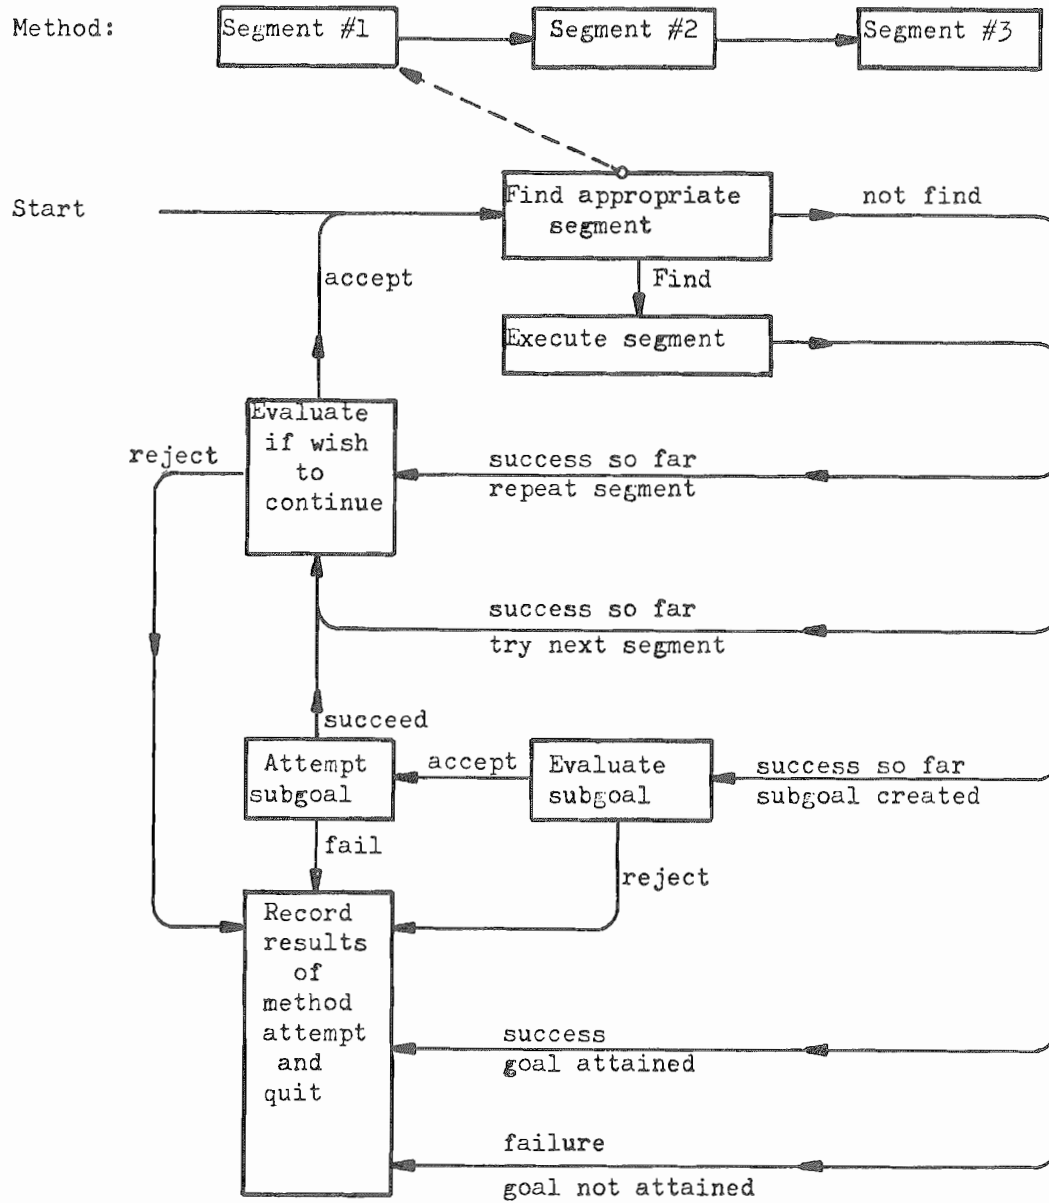 Method:
Segment #1
Segment #2
Segment #3
Start
Find appropriate
segment
not find
accept
Find
Execute segment
Evaluate
if wish
to
continue
reject
success so far
repeat segment
success so far
try next segment
succeed
Attempt
subgoal
accept
Evaluate
subgoal
success so far
subgoal created
fail
reject
Record
results
of
method
attempt
and
quit
success
goal attained
failure
goal not attained